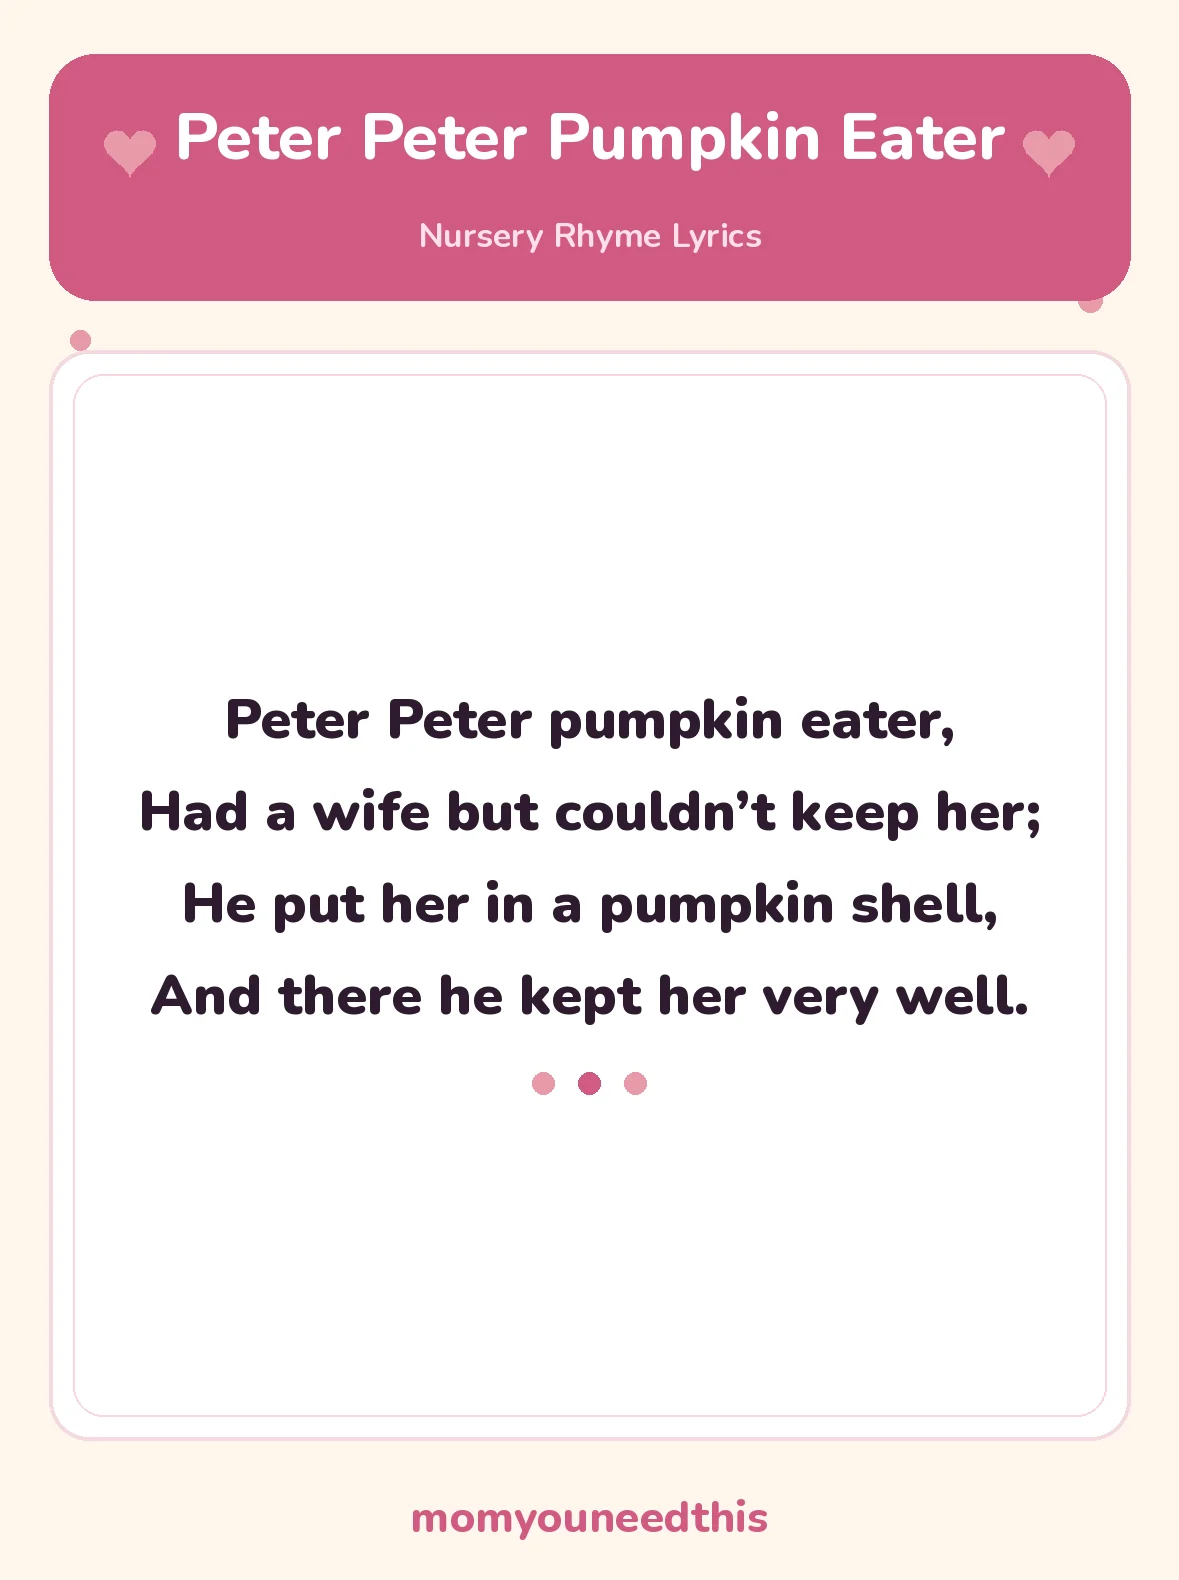 Peter Peter Pumpkin Eater
Nursery Rhyme Lyrics
Peter Peter pumpkin eater,
Had a wife but couldn’t keep her;
He put her in a pumpkin shell,
And there he kept her very well.
momyouneedthis